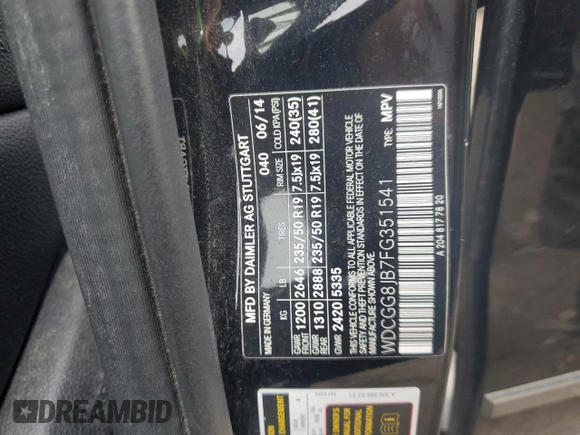 MFD BY DAIMLER AG STUTTGART
MADE IN GERMANY 040 06/14
KG LB TIRES RIM SIZE COLD KPA(PSI)
GAWR FRONT 1200 2646 235/50 R19 7.5Jx19 240(35)
GAWR REAR 1310 2888 235/50 R19 7.5Jx19 280(41)
GVWR 2420 5335
THIS VEHICLE CONFORMS TO ALL APPLICABLE FEDERAL MOTOR VEHICLE
SAFETY AND THEFT PREVENTION STANDARDS IN EFFECT ON THE DATE OF
MANUFACTURE SHOWN ABOVE.
WDCGG8JB7FG351541 TYPE: MPV
A 204 817 78 20
DREAMBID